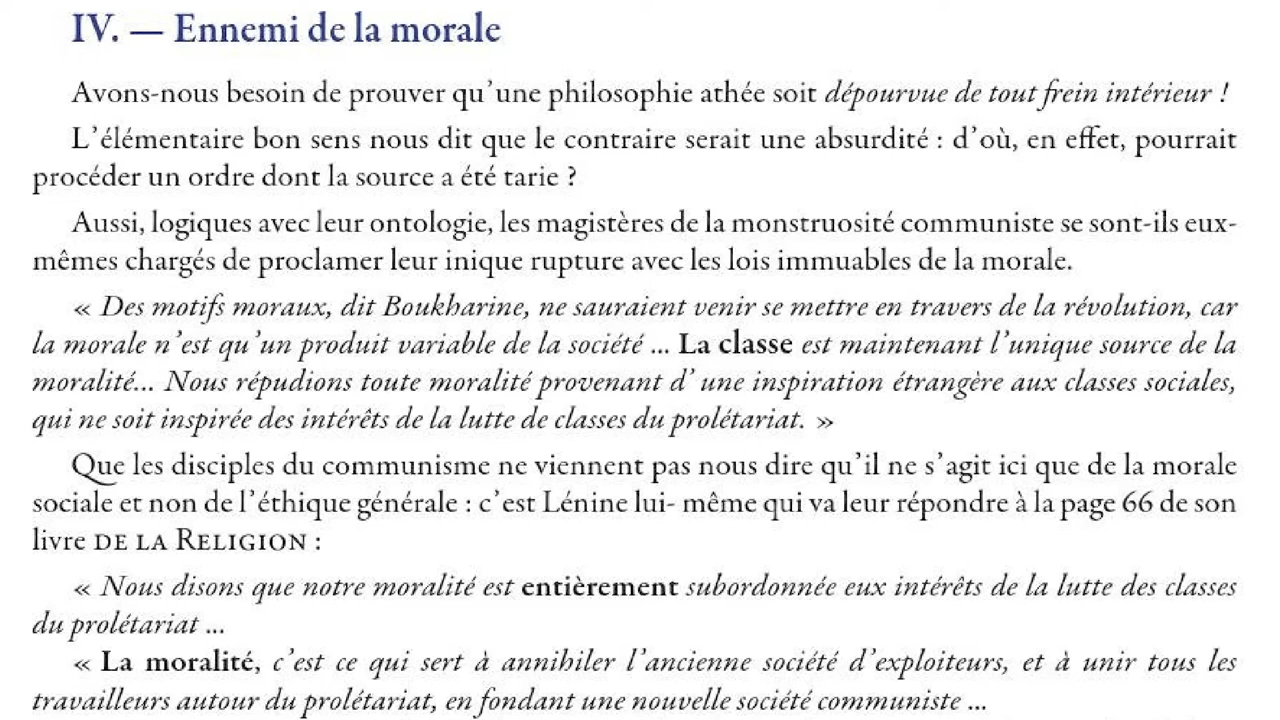 IV. — Ennemi de la morale
Avons-nous besoin de prouver qu'une philosophie athée soit dépourvue de tout frein intérieur !
L'élémentaire bon sens nous dit que le contraire serait une absurdité : d'où, en effet, pourrait
procéder un ordre dont la source a été tarie ?
Aussi, logiques avec leur ontologie, les magistères de la monstruosité communiste se sont-ils eux-
mêmes chargés de proclamer leur inique rupture avec les lois immuables de la morale.
« Des motifs moraux, dit Boukharine, ne sauraient venir se mettre en travers de la révolution, car
la morale n'est qu'un produit variable de la société ... La classe est maintenant l'unique source de la
moralité... Nous répudions toute moralité provenant d' une inspiration étrangère aux classes sociales,
qui ne soit inspirée des intérêts de la lutte de classes du prolétariat. »
Que les disciples du communisme ne viennent pas nous dire qu'il ne s'agit ici que de la morale
sociale et non de l'éthique générale : c'est Lénine lui- même qui va leur répondre à la page 66 de son
livre DE LA RELIGION :
« Nous disons que notre moralité est entièrement subordonnée eux intérêts de la lutte des classes
du prolétariat ...
« La moralité, c'est ce qui sert à annihiler l'ancienne société d'exploiteurs, et à unir tous les
travailleurs autour du prolétariat, en fondant une nouvelle société communiste ...